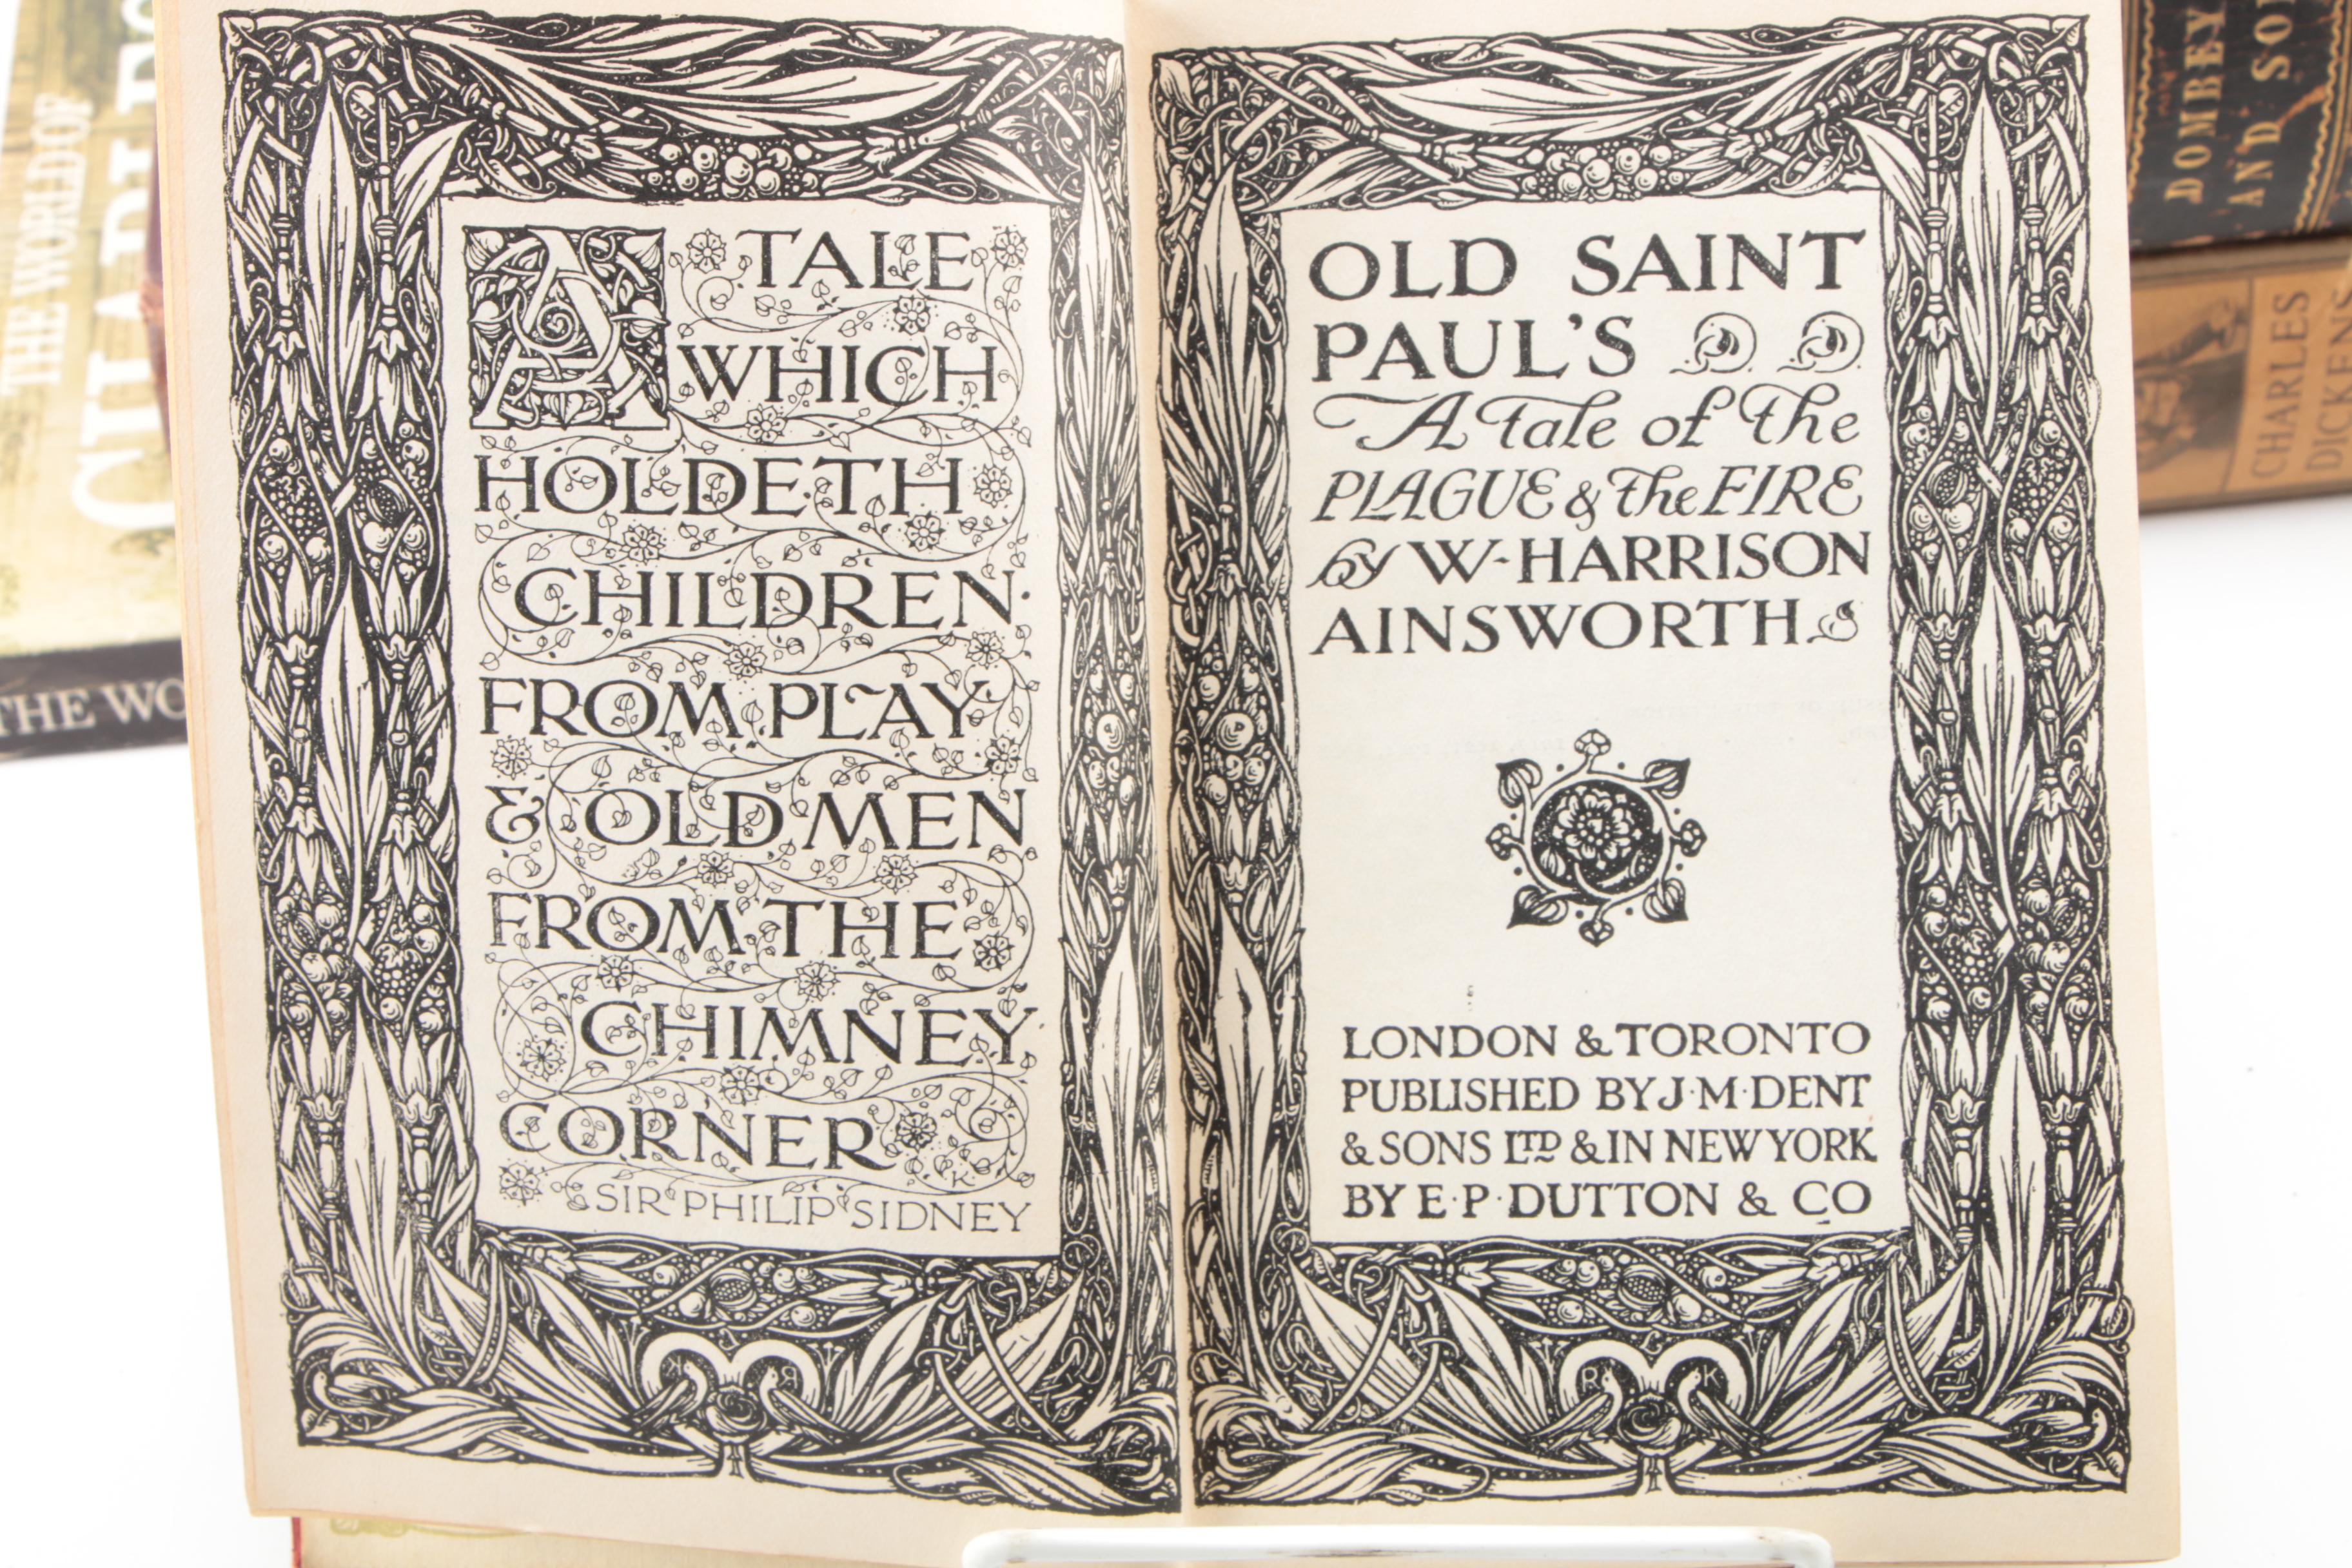 A TALE
WHICH
HOLDETH
CHILDREN
FROM PLAY
& OLD MEN
FROM THE
CHIMNEY
CORNER
SIR PHILIP SIDNEY
OLD SAINT
PAUL'S
A tale of the
PLAGUE & the FIRE
by W·HARRISON
AINSWORTH
LONDON & TORONTO
PUBLISHED BY J·M·DENT
& SONS LTD & IN NEW YORK
BY E·P·DUTTON & CO
R K
THE WORLD OF
THE WO
DOMBEY
AND SO
CHARLES
DICKENS